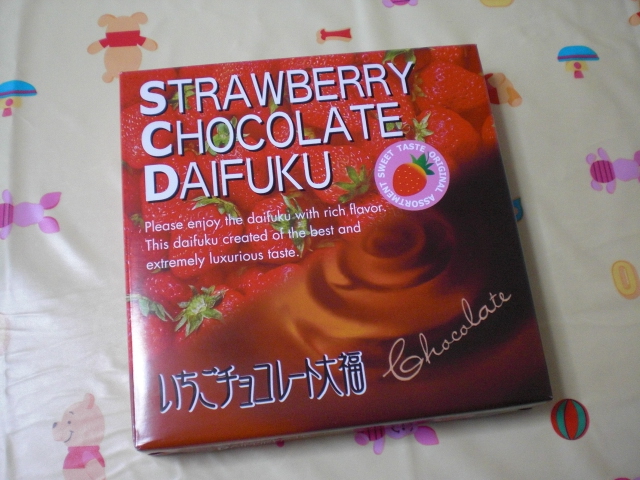 STRAWBERRY
CHOCOLATE
DAIFUKU
SWEET TASTE ORIGINAL ASSORTMENT
Please enjoy the daifuku with rich flavor.
This daifuku created of the best and
extremely luxurious taste.
Chocolate
いちごチョコレート大福